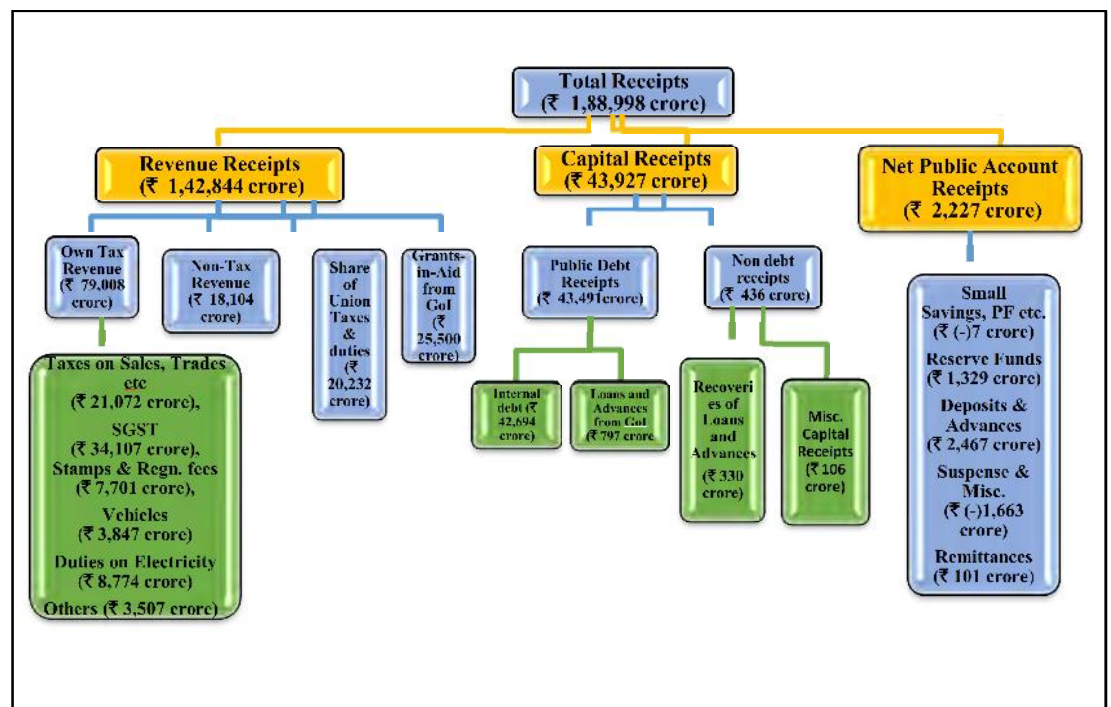 Total Receipts
(₹ 1,88,998 crore)
Revenue Receipts
(₹ 1,42,844 crore)
Capital Receipts
(₹ 43,927 crore)
Net Public Account
Receipts
(₹ 2,227 crore)
Own Tax
Revenue
(₹ 79,008
crore)
Non-Tax
Revenue
(₹ 18,104
crore)
Share
of
Union
Taxes
&
duties
(₹
20,232
crore)
Grants-
in-Aid
from
GoI
(₹
25,500
crore)
Public Debt
Receipts
(₹ 43,491crore)
Non debt
receipts
(₹ 436 crore)
Taxes on Sales, Trades
etc
(₹ 21,072 crore),
SGST
(₹ 34,107 crore),
Stamps & Regn. fees
(₹ 7,701 crore),
Vehicles
(₹ 3,847 crore)
Duties on Electricity
(₹ 8,774 crore)
Others (₹ 3,507 crore)
Internal
debt (₹
42,694
crore)
Loans and
Advances
from GoI
(₹ 797 crore
Recoveri
es of
Loans
and
Advances
(₹ 330
crore)
Misc.
Capital
Receipts
(₹ 106
crore)
Small
Savings, PF etc.
(₹ (-)7 crore)
Reserve Funds
(₹ 1,329 crore)
Deposits &
Advances
(₹ 2,467 crore)
Suspense &
Misc.
(₹ (-)1,663
crore)
Remittances
(₹ 101 crore)